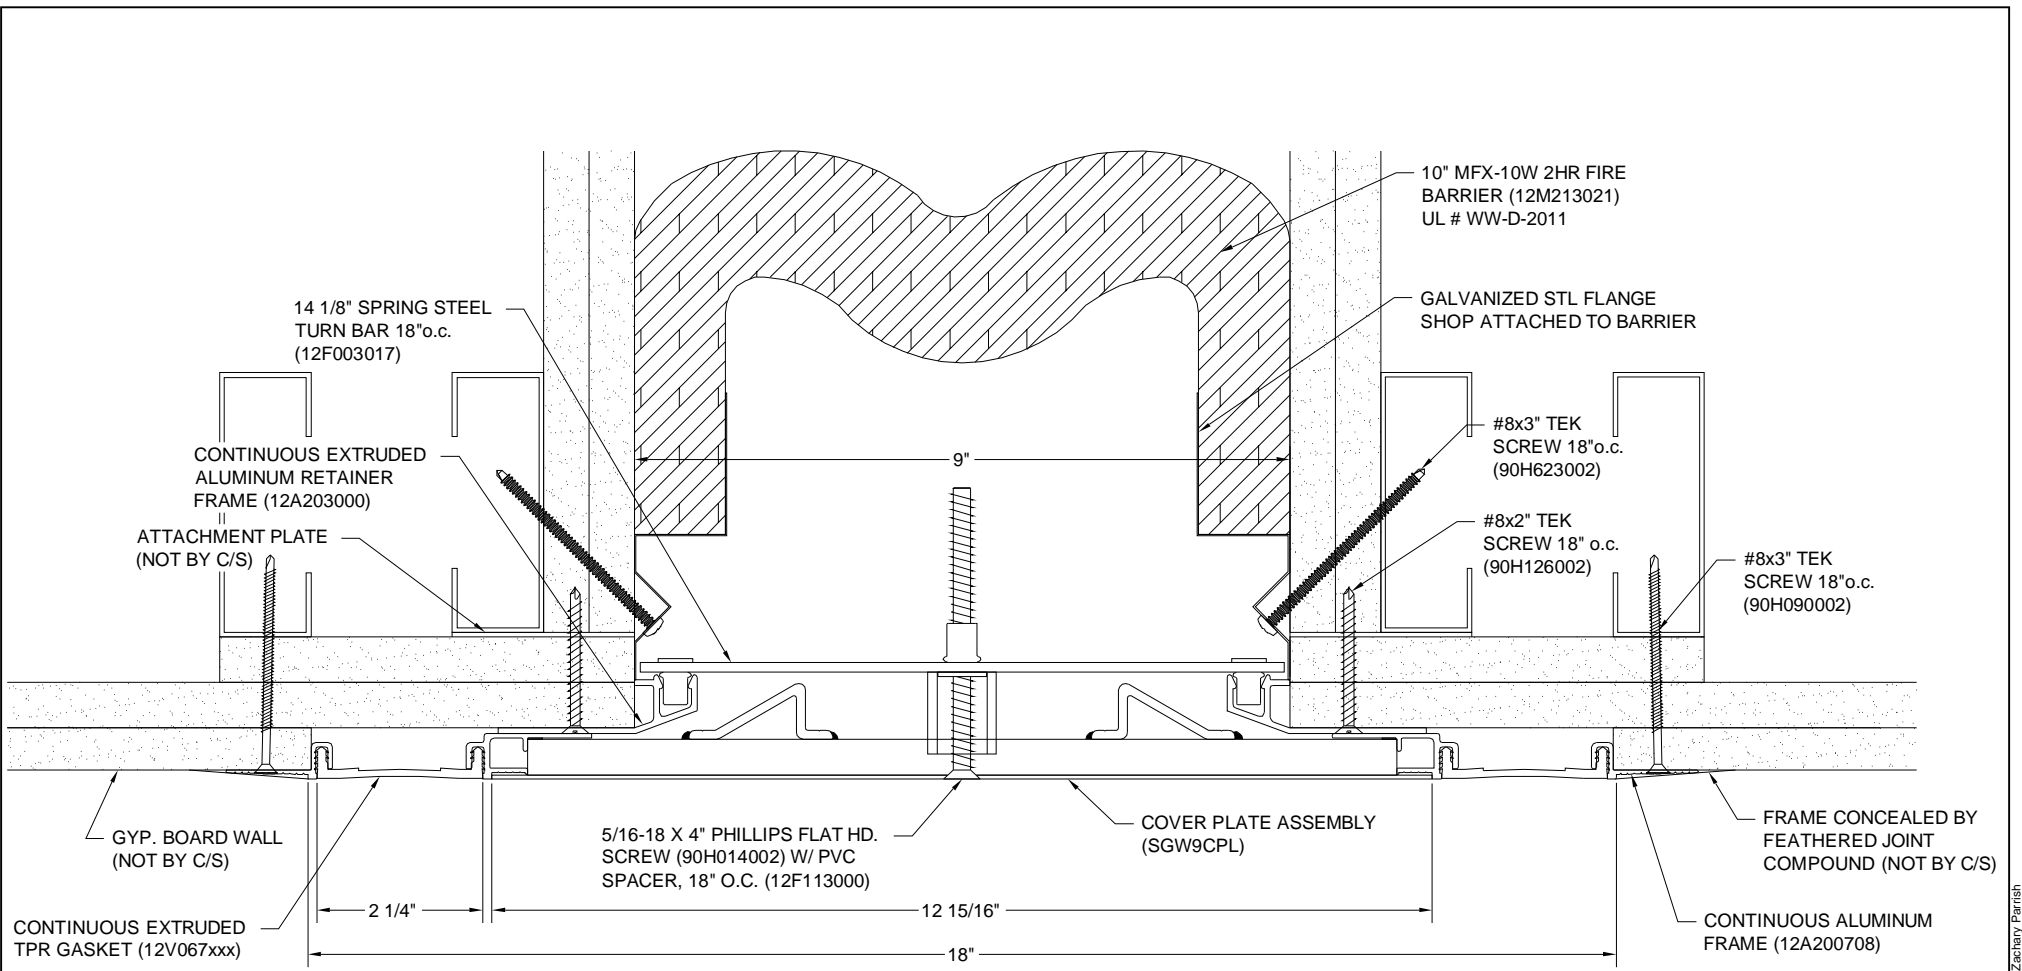 10" MFX-10W 2HR FIRE
BARRIER (12M213021)
UL # WW-D-2011
14 1/8" SPRING STEEL
TURN BAR 18"o.c.
(12F003017)
GALVANIZED STL FLANGE
SHOP ATTACHED TO BARRIER
CONTINUOUS EXTRUDED
ALUMINUM RETAINER
FRAME (12A203000)
9"
#8x3" TEK
SCREW 18"o.c.
(90H623002)
ATTACHMENT PLATE
(NOT BY C/S)
#8x2" TEK
SCREW 18" o.c.
(90H126002)
#8x3" TEK
SCREW 18"o.c.
(90H090002)
GYP. BOARD WALL
(NOT BY C/S)
5/16-18 X 4" PHILLIPS FLAT HD.
SCREW (90H014002) W/ PVC
SPACER, 18" O.C. (12F113000)
COVER PLATE ASSEMBLY
(SGW9CPL)
FRAME CONCEALED BY
FEATHERED JOINT
COMPOUND (NOT BY C/S)
2 1/4"
12 15/16"
CONTINUOUS EXTRUDED
TPR GASKET (12V067xxx)
18"
CONTINUOUS ALUMINUM
FRAME (12A200708)
Zachary Parrish